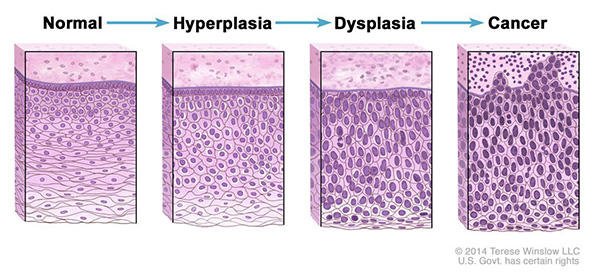 Normal Hyperplasia Dysplasia Cancer
© 2014 Terese Winslow LLC
U.S. Govt. has certain rights